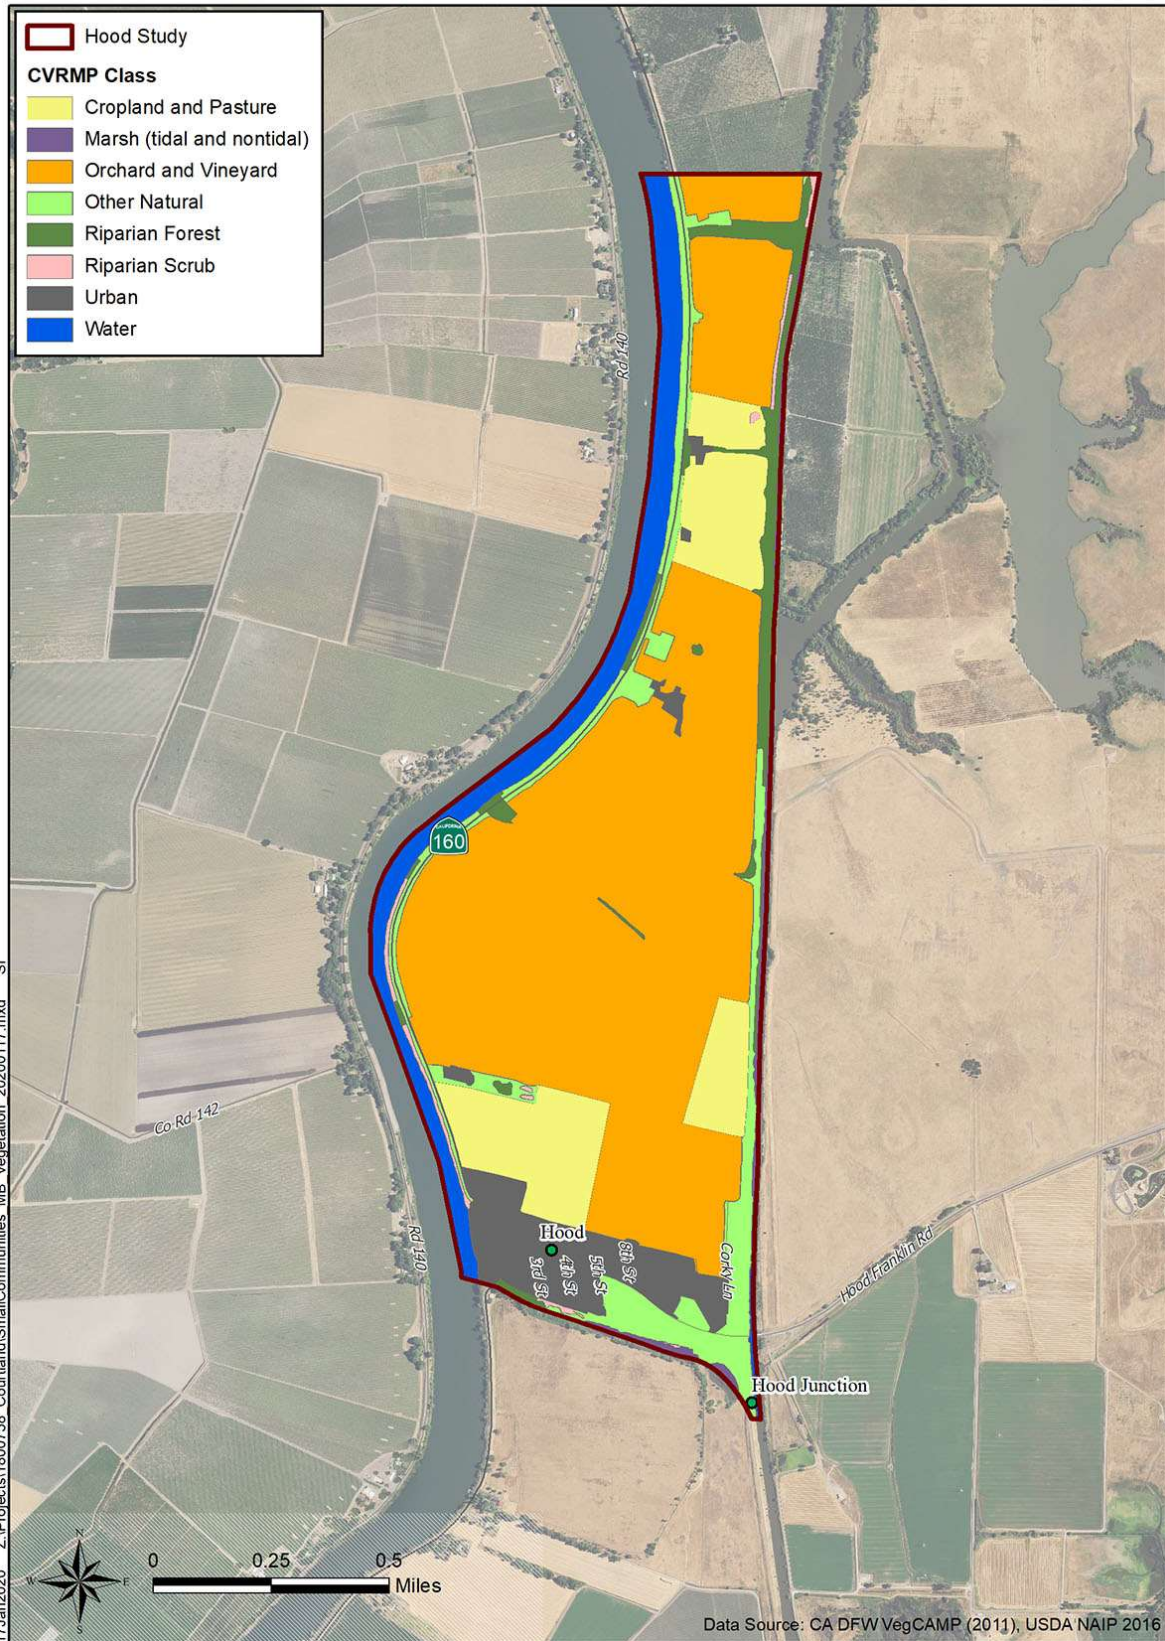 Hood Study
CVRMP Class
Cropland and Pasture
Marsh (tidal and nontidal)
Orchard and Vineyard
Other Natural
Riparian Forest
Riparian Scrub
Urban
Water
Rd 140
CALIFORNIA
160
Co Rd 142
Rd 140
Hood
3rd St
4th St
5th St
8th St
Corky Ln
Hood Franklin Rd
Hood Junction
N
W
E
S
0 0.25 0.5
Miles
Data Source: CA DFW VegCAMP (2011), USDA NAIP 2016